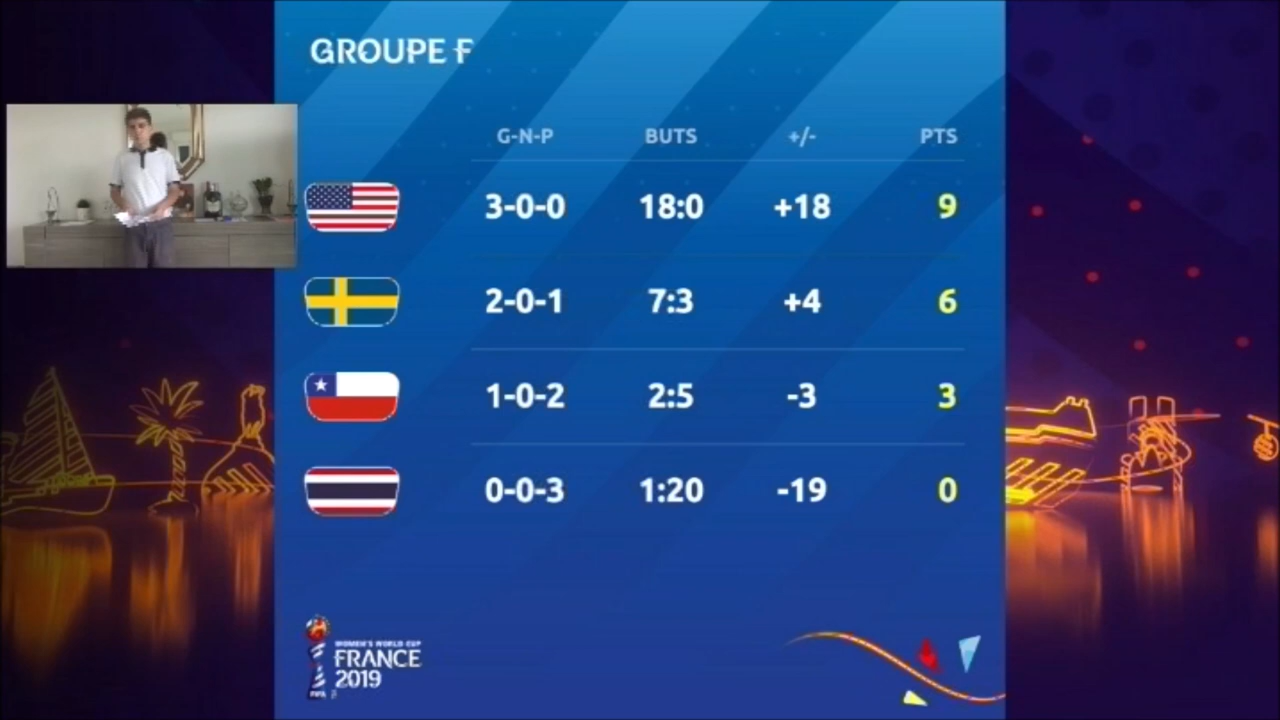 GROUPE F
G-N-P BUTS +/- PTS
3-0-0 18:0 +18 9
2-0-1 7:3 +4 6
1-0-2 2:5 -3 3
0-0-3 1:20 -19 0
WOMEN'S WORLD CUP
FRANCE
2019
FIFA